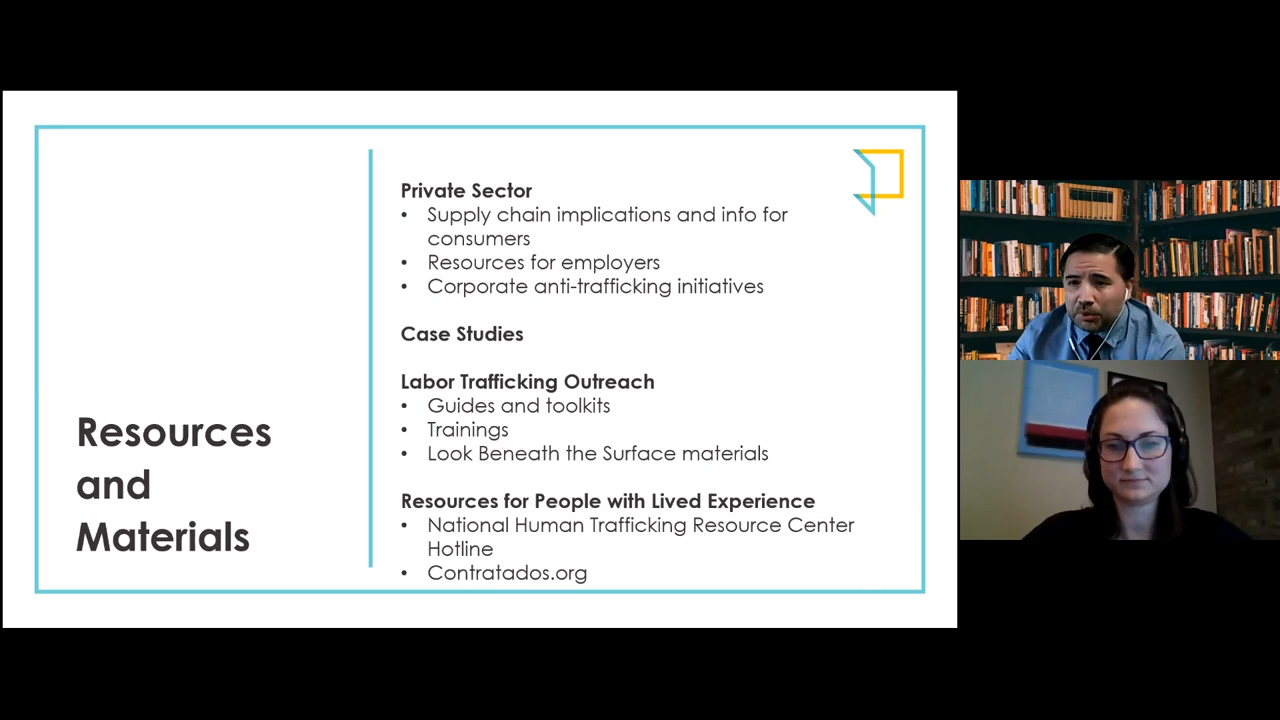 Resources
and
Materials
Private Sector
• Supply chain implications and info for
consumers
• Resources for employers
• Corporate anti-trafficking initiatives
Case Studies
Labor Trafficking Outreach
• Guides and toolkits
• Trainings
• Look Beneath the Surface materials
Resources for People with Lived Experience
• National Human Trafficking Resource Center
Hotline
• Contratados.org